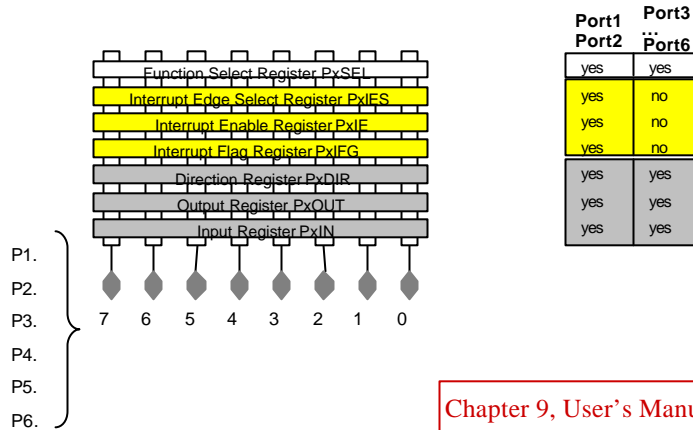 Port1 Port3
...
Port2 Port6
Function Select Register PxSEL yes yes
Interrupt Edge Select Register PxIES yes no
Interrupt Enable Register PxIE yes no
Interrupt Flag Register PxIFG yes no
Direction Register PxDIR yes yes
Output Register PxOUT yes yes
Input Register PxIN yes yes
P1.
P2.
P3. 7 6 5 4 3 2 1 0
P4.
P5.
P6.
Chapter 9, User's Manu